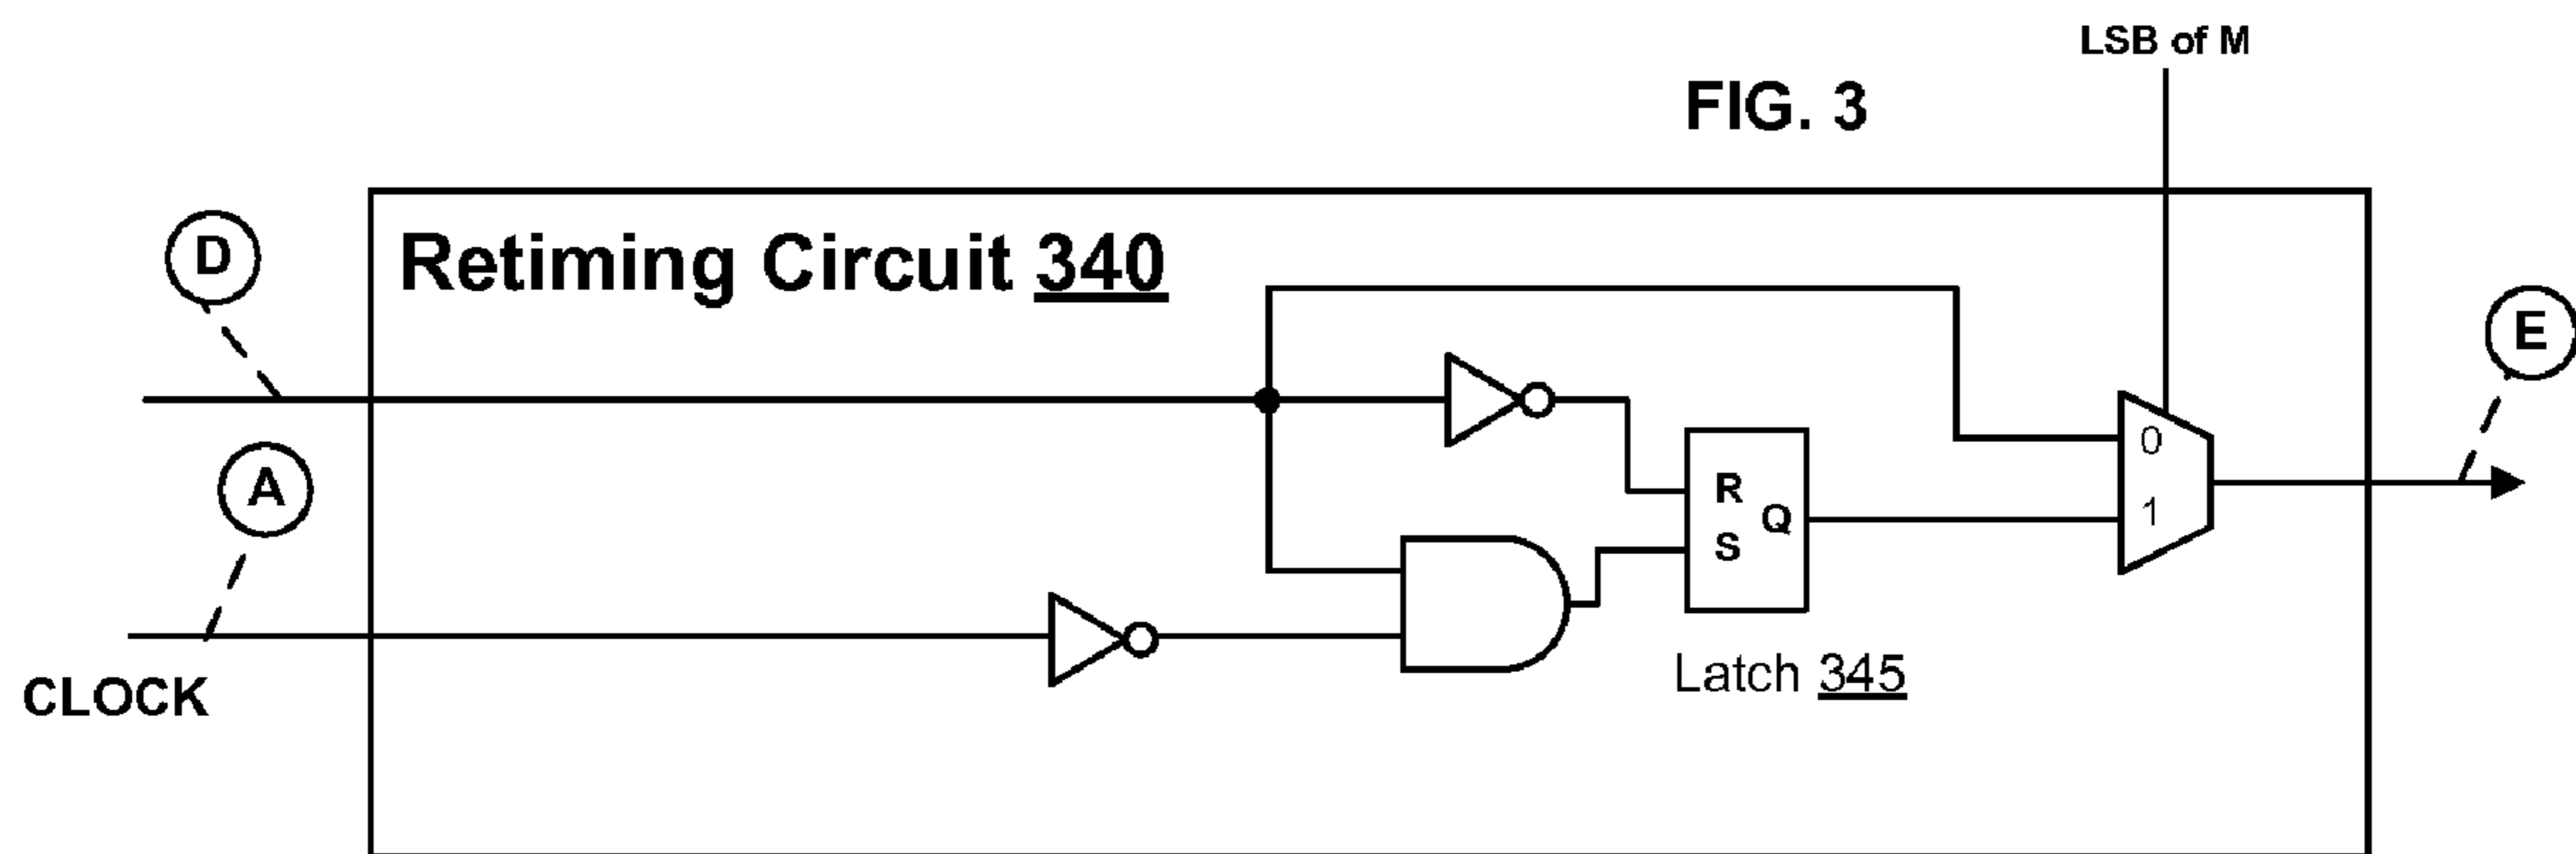 LSB of M
FIG. 3
Retiming Circuit 340
D
A
CLOCK
E
0
1
R
S
Q
Latch 345